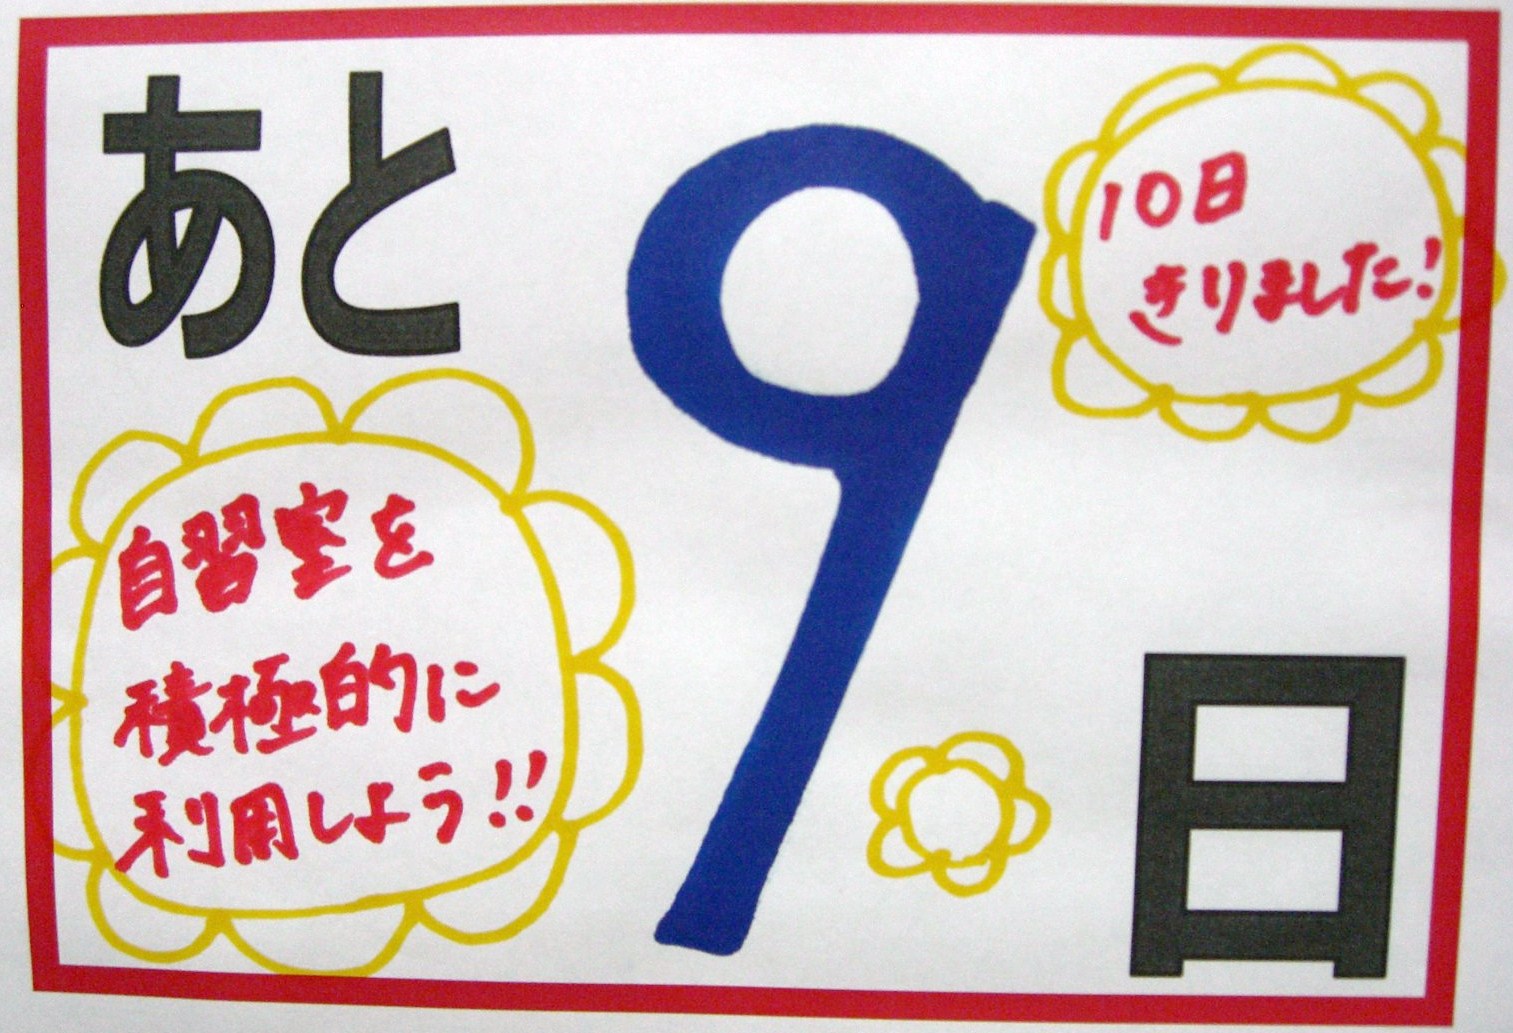 あと
9
日
10日
きりました!
自習室を
積極的に
利用しよう!!